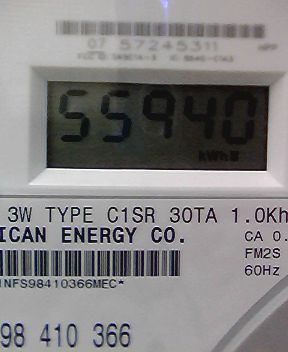 07 57245311
55940
kWh
3W TYPE C1SR 30TA 1.0Kh
ICAN ENERGY CO.
CA 0.
FM2S
60Hz
1NFS98410366MEC*
98 410 366